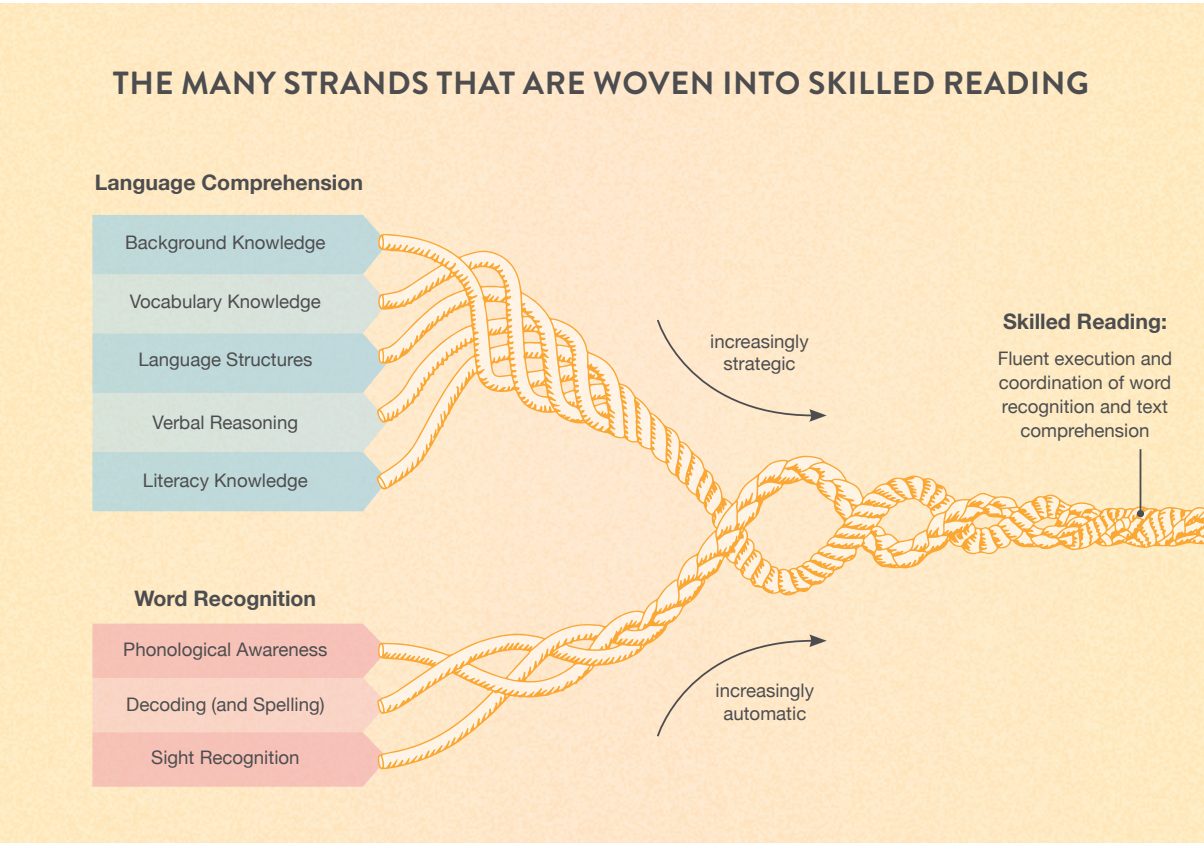 THE MANY STRANDS THAT ARE WOVEN INTO SKILLED READING
Language Comprehension
Background Knowledge
Vocabulary Knowledge
Language Structures
Verbal Reasoning
Literacy Knowledge
Word Recognition
Phonological Awareness
Decoding (and Spelling)
Sight Recognition
increasingly
strategic
increasingly
automatic
Skilled Reading:
Fluent execution and
coordination of word
recognition and text
comprehension